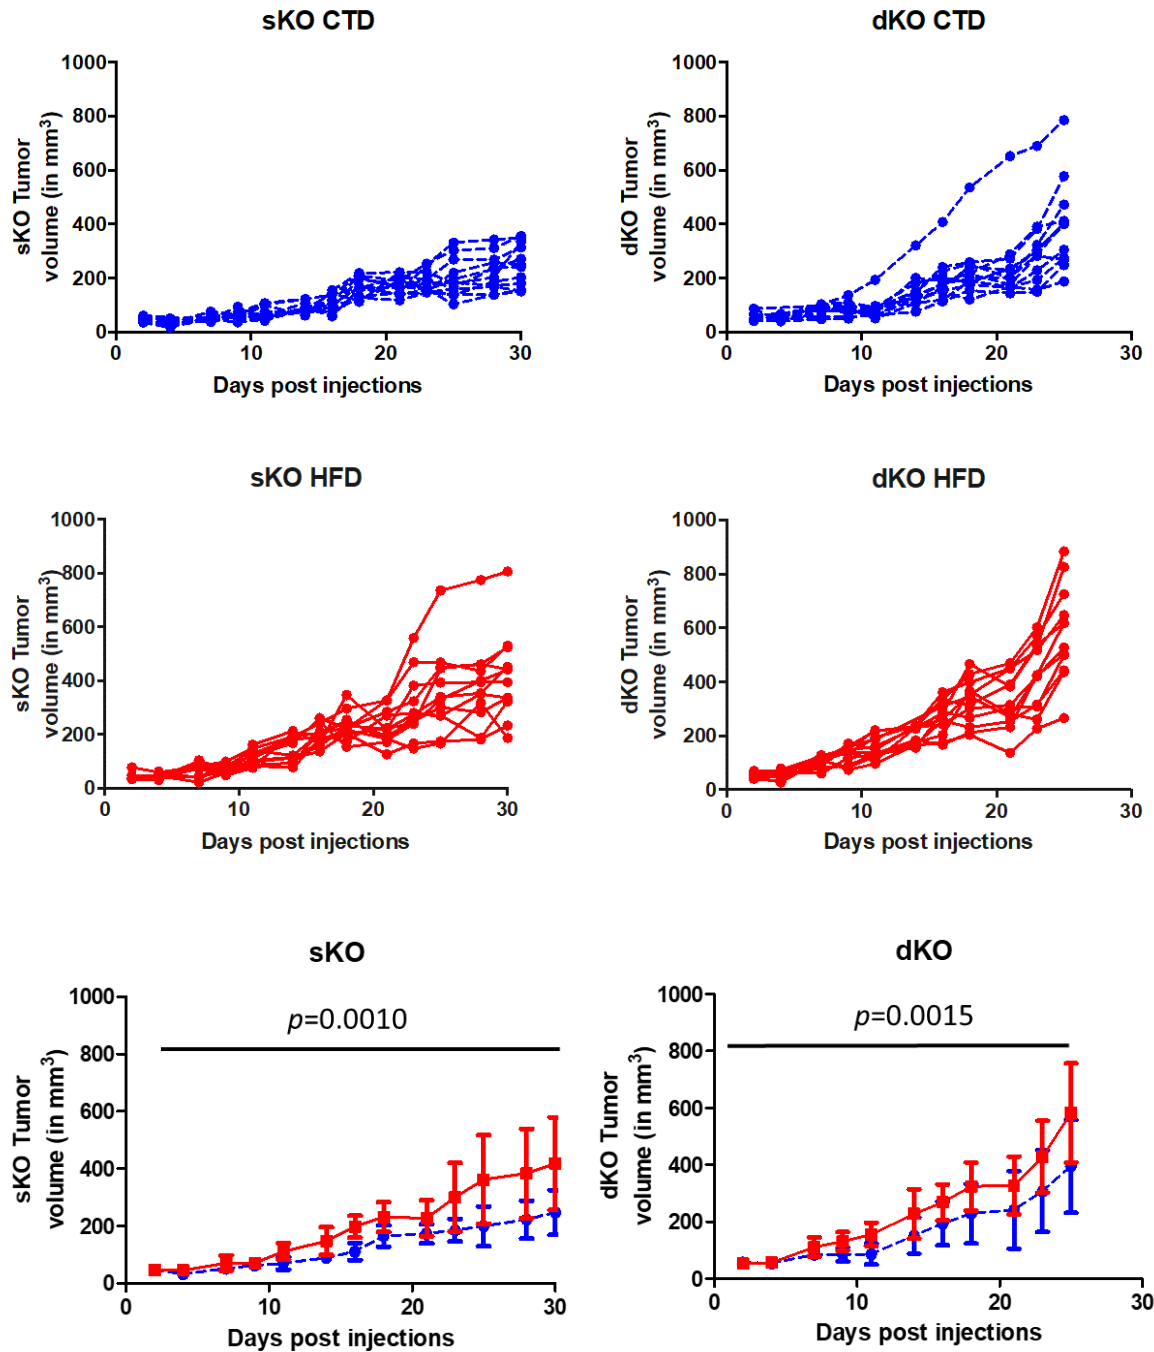 sKO CTD
1000
800
600
400
200
0
sKO Tumor
volume (in mm³)
0 10 20 30
Days post injections
dKO CTD
1000
800
600
400
200
0
dKO Tumor
volume (in mm³)
0 10 20 30
Days post injections
sKO HFD
1000
800
600
400
200
0
sKO Tumor
volume (in mm³)
0 10 20 30
Days post injections
dKO HFD
1000
800
600
400
200
0
dKO Tumor
volume (in mm³)
0 10 20 30
Days post injections
sKO
p=0.0010
1000
800
600
400
200
0
sKO Tumor
volume (in mm³)
0 10 20 30
Days post injections
dKO
p=0.0015
1000
800
600
400
200
0
dKO Tumor
volume (in mm³)
0 10 20 30
Days post injections